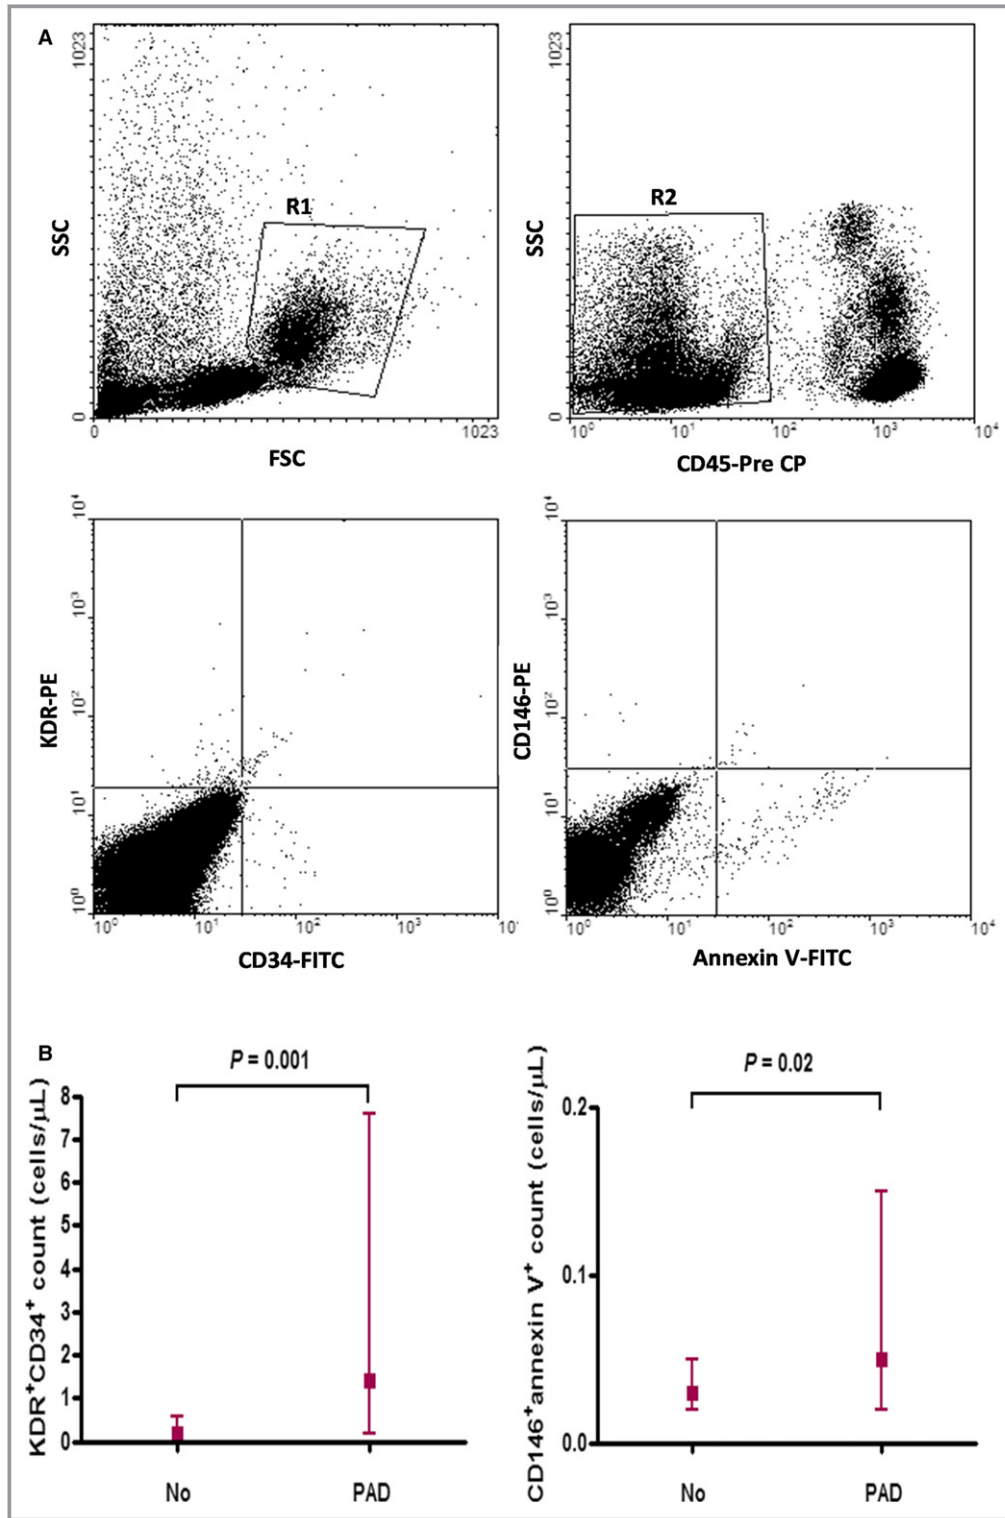 A
1023
SSC
R1
0
0
1023
FSC
1023
SSC
R2
0
10⁰
10¹
10²
10³
10⁴
CD45-Pre CP
10⁴
10³
KDR-PE
10²
10¹
10⁰
10⁰
10¹
10²
10³
10⁴
CD34-FITC
10⁴
10³
CD146-PE
10²
10¹
10⁰
10⁰
10¹
10²
10³
10⁴
Annexin V-FITC
B
P = 0.001
KDR⁺CD34⁺ count (cells/μL)
8
7
6
5
4
3
2
1
0
No
PAD
P = 0.02
CD146⁺annexin V⁺ count (cells/μL)
0.2
0.1
0.0
No
PAD